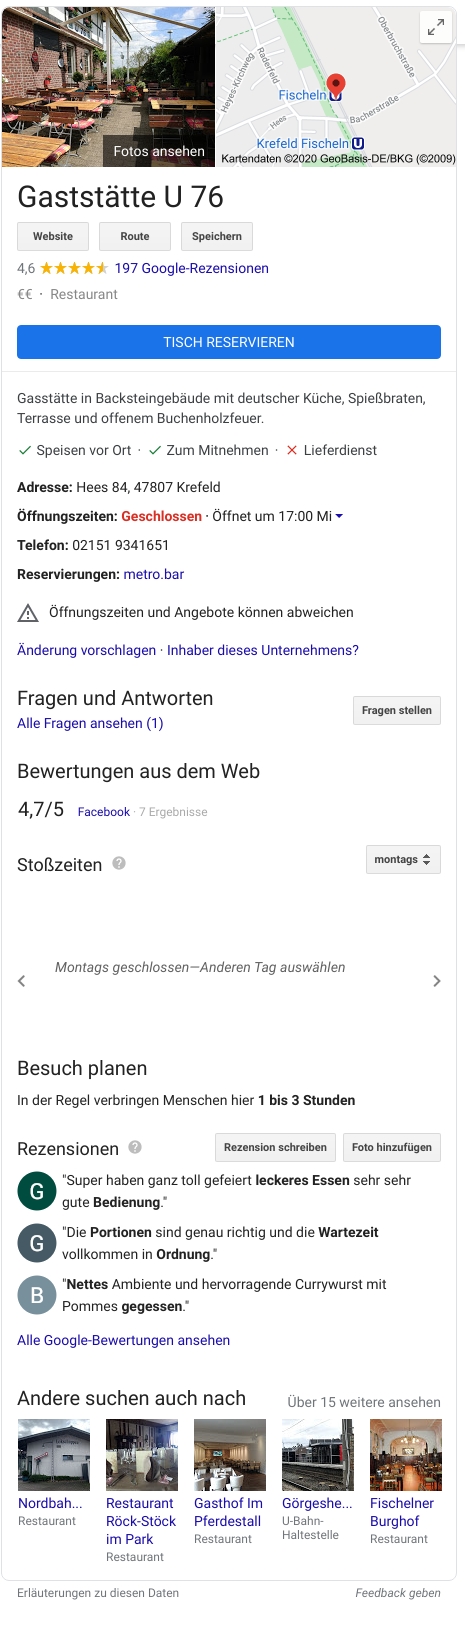 Heyes-Kirchweg
Raderfeld
Oberbruchstraße
Fischeln
Bacherstraße
Hees
Krefeld Fischeln
Fotos ansehen
Kartendaten ©2020 GeoBasis-DE/BKG (©2009)
Gaststätte U 76
Website
Route
Speichern
4,6 197 Google-Rezensionen
€€ · Restaurant
TISCH RESERVIEREN
Gasstätte in Backsteingebäude mit deutscher Küche, Spießbraten,
Terrasse und offenem Buchenholzfeuer.
Speisen vor Ort · Zum Mitnehmen · Lieferdienst
Adresse: Hees 84, 47807 Krefeld
Öffnungszeiten: Geschlossen · Öffnet um 17:00 Mi
Telefon: 02151 9341651
Reservierungen: metro.bar
Öffnungszeiten und Angebote können abweichen
Änderung vorschlagen · Inhaber dieses Unternehmens?
Fragen und Antworten
Alle Fragen ansehen (1)
Fragen stellen
Bewertungen aus dem Web
4,7/5 Facebook · 7 Ergebnisse
Stoßzeiten
montags
Montags geschlossen—Anderen Tag auswählen
Besuch planen
In der Regel verbringen Menschen hier 1 bis 3 Stunden
Rezensionen
Rezension schreiben
Foto hinzufügen
G
"Super haben ganz toll gefeiert leckeres Essen sehr sehr
gute Bedienung."
G
"Die Portionen sind genau richtig und die Wartezeit
vollkommen in Ordnung."
B
"Nettes Ambiente und hervorragende Currywurst mit
Pommes gegessen."
Alle Google-Bewertungen ansehen
Andere suchen auch nach
Über 15 weitere ansehen
Nordbah...
Restaurant
Restaurant
Röck-Stöck
im Park
Restaurant
Gasthof Im
Pferdestall
Restaurant
Görgeshe...
U-Bahn-
Haltestelle
Fischelner
Burghof
Restaurant
Erläuterungen zu diesen Daten
Feedback geben